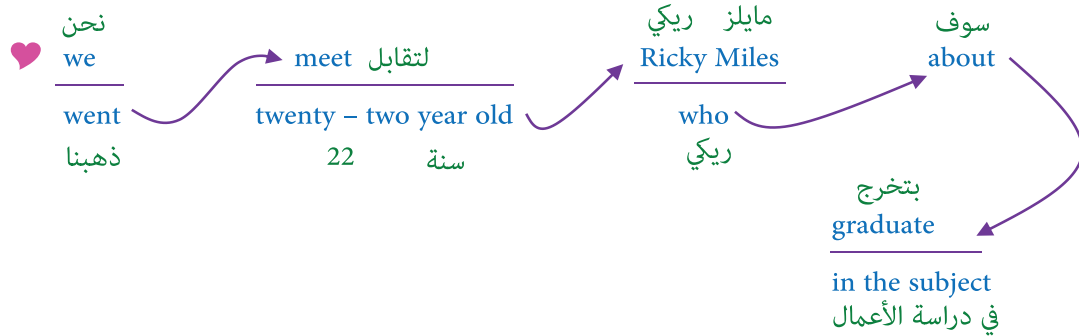 نحن
we
went
ذهبنا
meet لتقابل
twenty – two year old
22 سنة
مايلز ريكي
Ricky Miles
who
ريكي
سوف
about
بتخرج
graduate
in the subject
في دراسة الأعمال